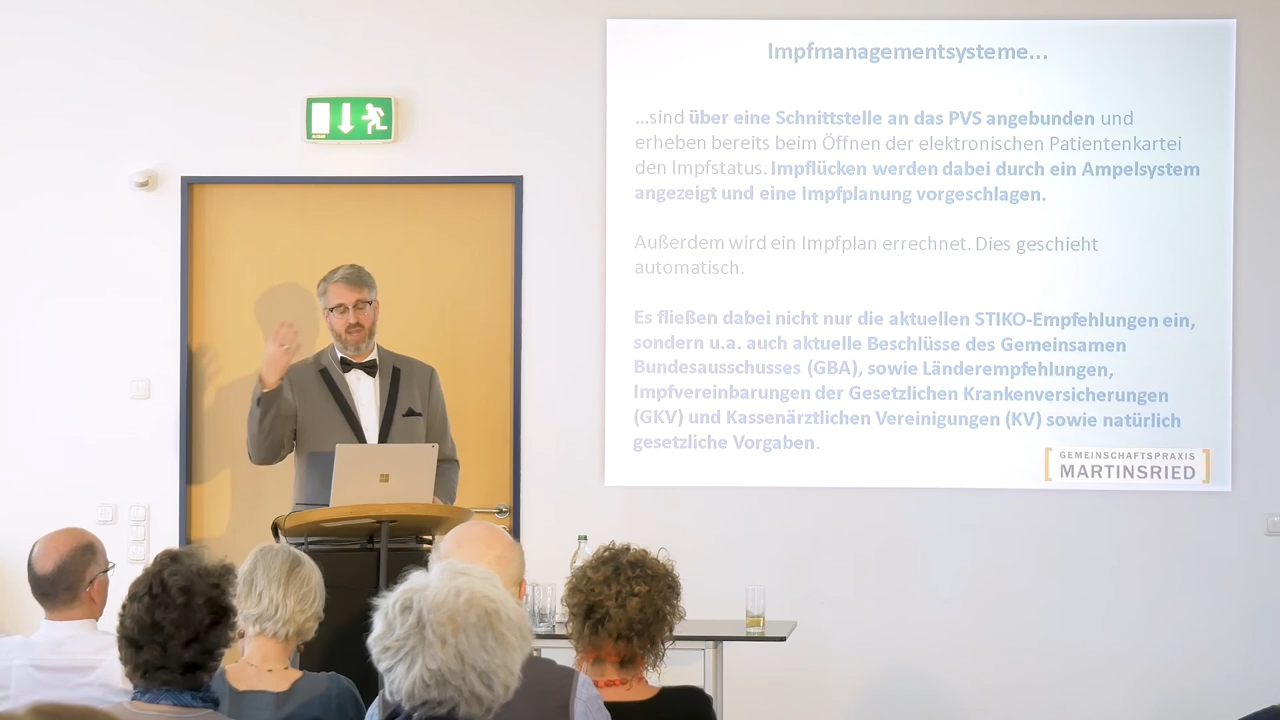 Impfmanagementsysteme...
...sind über eine Schnittstelle an das PVS angebunden und
erheben bereits beim Öffnen der elektronischen Patientenkartei
den Impfstatus. Impflücken werden dabei durch ein Ampelsystem
angezeigt und eine Impfplanung vorgeschlagen.
Außerdem wird ein Impfplan errechnet. Dies geschieht
automatisch.
Es fließen dabei nicht nur die aktuellen STIKO-Empfehlungen ein,
sondern u.a. auch aktuelle Beschlüsse des Gemeinsamen
Bundesausschusses (GBA), sowie Länderempfehlungen,
Impfvereinbarungen der Gesetzlichen Krankenversicherungen
(GKV) und Kassenärztlichen Vereinigungen (KV) sowie natürlich
gesetzliche Vorgaben.
[GEMEINSCHAFTSPRAXIS
MARTINSRIED]